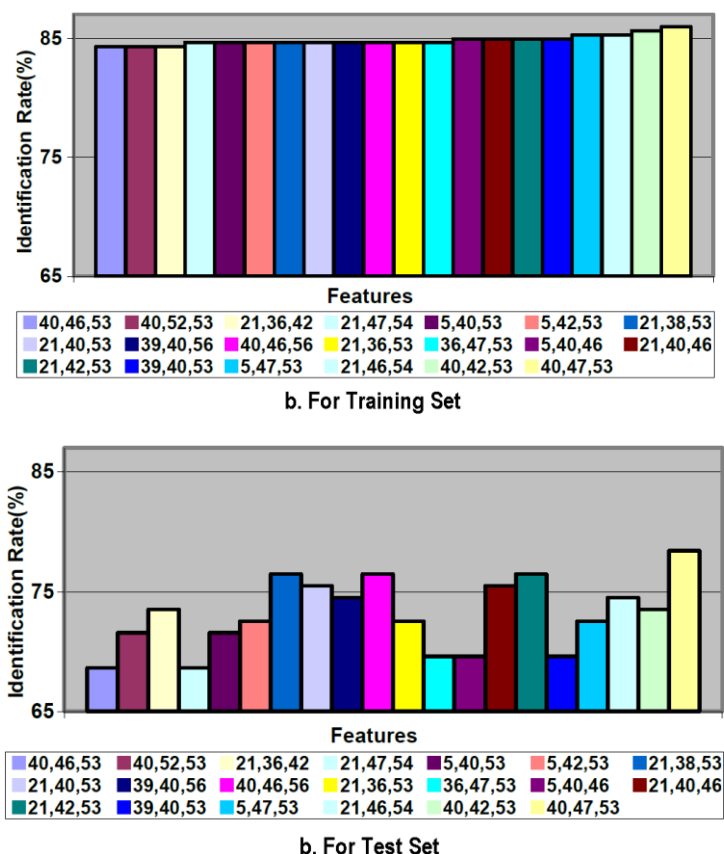 85
75
65
Identification Rate(%)
Features
40,46,53 40,52,53 21,36,42 21,47,54 5,40,53 5,42,53 21,38,53
21,40,53 39,40,56 40,46,56 21,36,53 36,47,53 5,40,46 21,40,46
21,42,53 39,40,53 5,47,53 21,46,54 40,42,53 40,47,53
b. For Training Set
85
75
65
Identification Rate(%)
Features
40,46,53 40,52,53 21,36,42 21,47,54 5,40,53 5,42,53 21,38,53
21,40,53 39,40,56 40,46,56 21,36,53 36,47,53 5,40,46 21,40,46
21,42,53 39,40,53 5,47,53 21,46,54 40,42,53 40,47,53
b. For Test Set